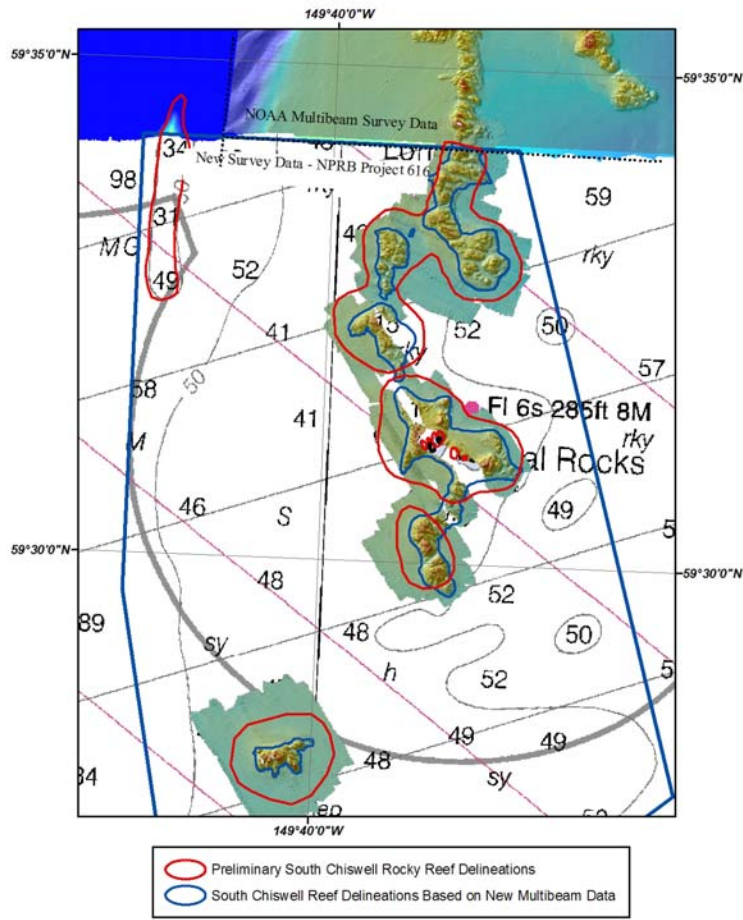 149°40'0"W
59°35'0"N
59°35'0"N
NOAA Multibeam Survey Data
New Survey Data - NPRB Project 616
34
98
31
59
MG
rky
49
52
50
41
52
rky
50
57
58
50
41
Fl 6s 285ft 8M
rky
M
al Rocks
46
S
49
59°30'0"N
59°30'0"N
48
52
89
48
50
sy
h
52
49
49
48
sy
84
149°40'0"W
Preliminary South Chiswell Rocky Reef Delineations
South Chiswell Reef Delineations Based on New Multibeam Data